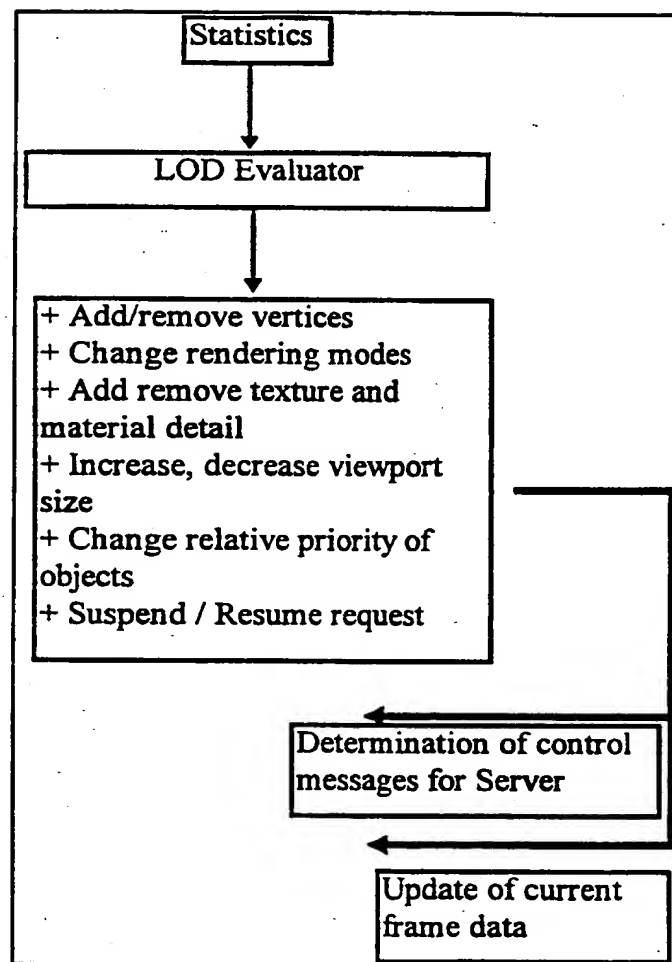 Statistics
LOD Evaluator
+ Add/remove vertices
+ Change rendering modes
+ Add remove texture and
material detail
+ Increase, decrease viewport
size
+ Change relative priority of
objects
+ Suspend / Resume request
Determination of control
messages for Server
Update of current
frame data